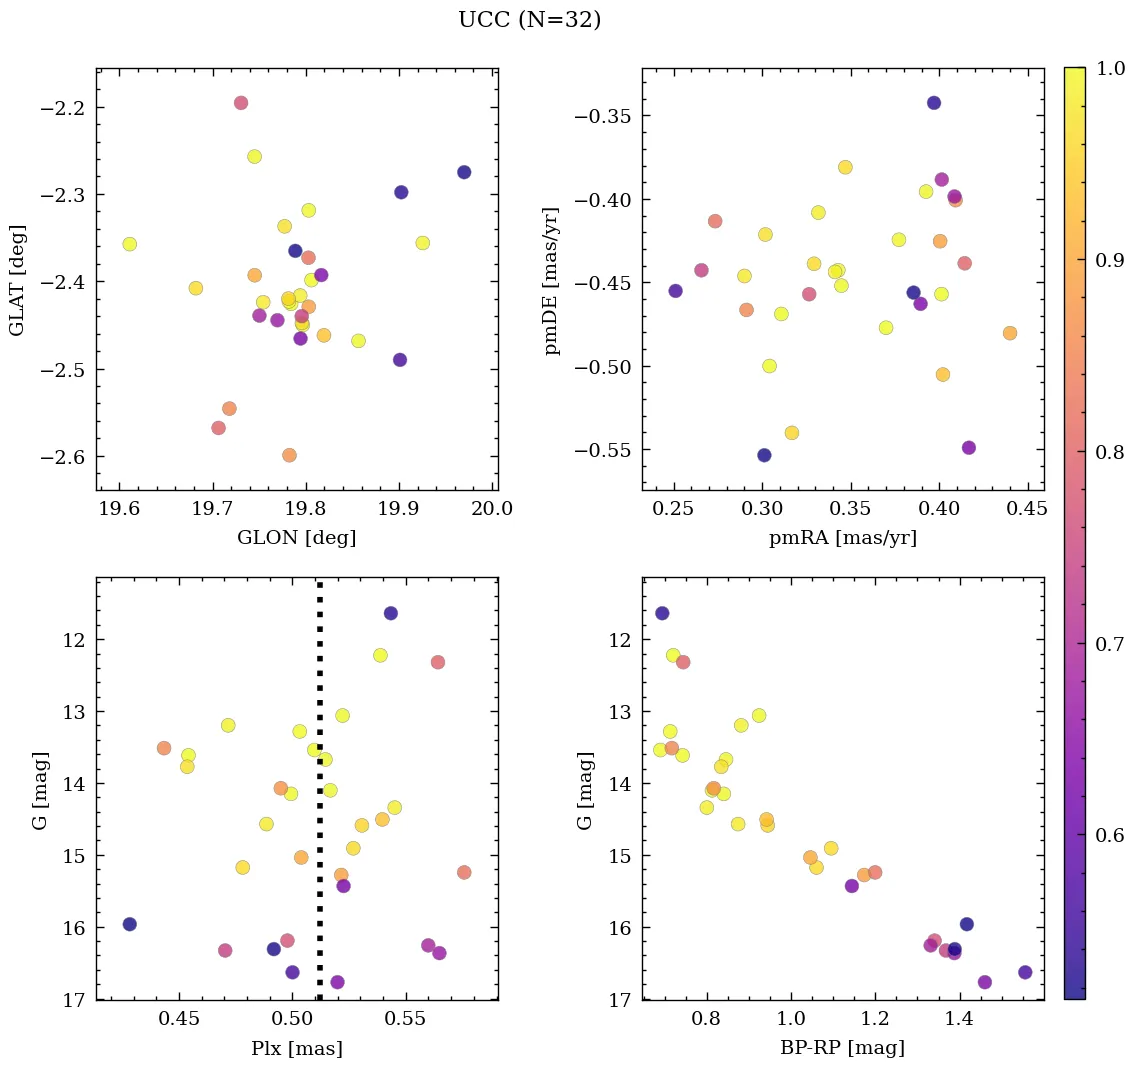 UCC (N=32)
−2.2
−2.3
−2.4
−2.5
−2.6
GLAT [deg]
19.6 19.7 19.8 19.9 20.0
GLON [deg]
−0.35
−0.40
−0.45
−0.50
−0.55
pmDE [mas/yr]
0.25 0.30 0.35 0.40 0.45
pmRA [mas/yr]
1.0
0.9
0.8
0.7
0.6
12
13
14
15
16
17
G [mag]
0.45 0.50 0.55
Plx [mas]
12
13
14
15
16
17
G [mag]
0.8 1.0 1.2 1.4
BP-RP [mag]